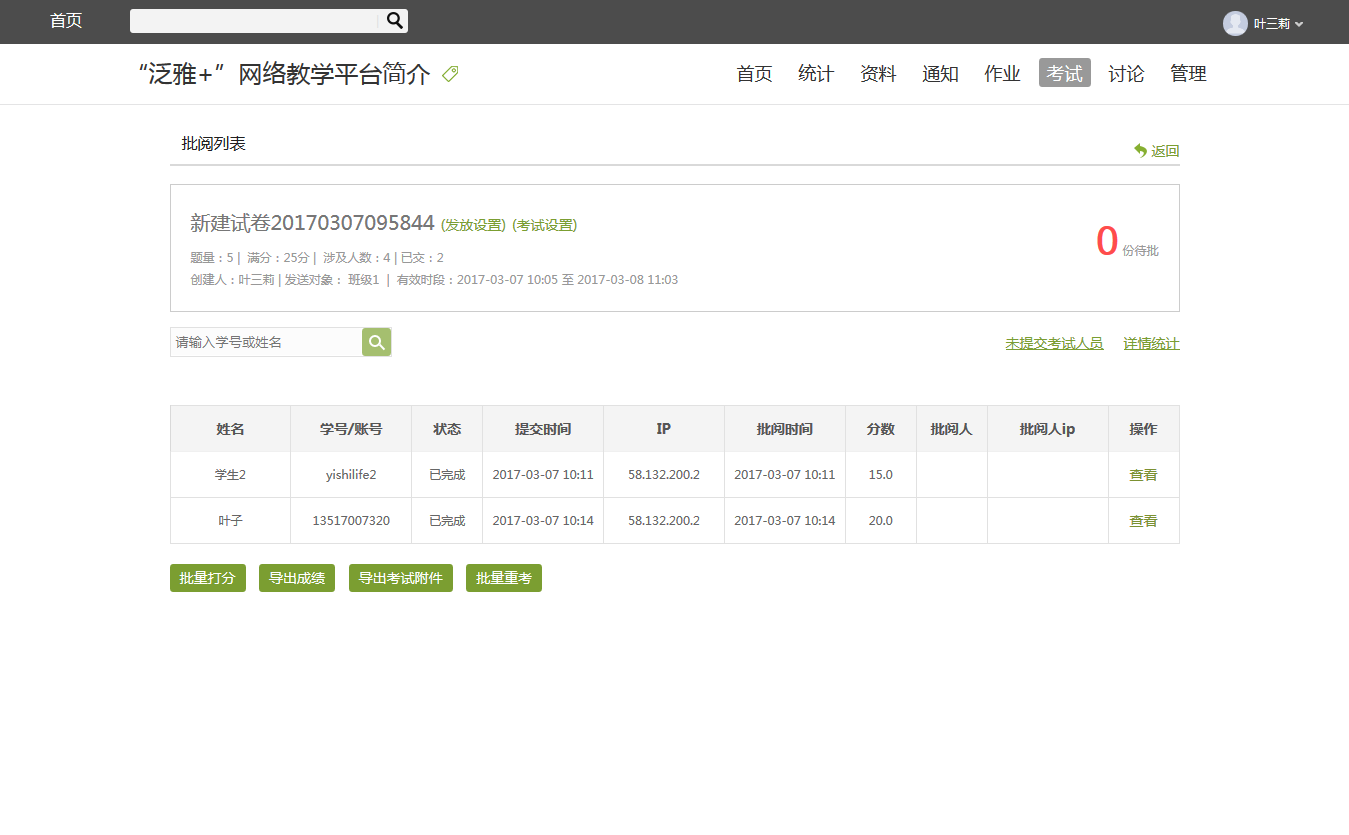 首页
叶三莉
“泛雅+”网络教学平台简介
首页 统计 资料 通知 作业 考试 讨论 管理
批阅列表
返回
新建试卷20170307095844 (发放设置) (考试设置)
题量：5 | 满分：25分 | 涉及人数：4 | 已交：2
创建人：叶三莉 | 发送对象： 班级1 | 有效时段：2017-03-07 10:05 至 2017-03-08 11:03
0 份待批
请输入学号或姓名
未提交考试人员 详情统计
姓名 学号/账号 状态 提交时间 IP 批阅时间 分数 批阅人 批阅人ip 操作
学生2 yishilife2 已完成 2017-03-07 10:11 58.132.200.2 2017-03-07 10:11 15.0 查看
叶子 13517007320 已完成 2017-03-07 10:14 58.132.200.2 2017-03-07 10:14 20.0 查看
批量打分 导出成绩 导出考试附件 批量重考